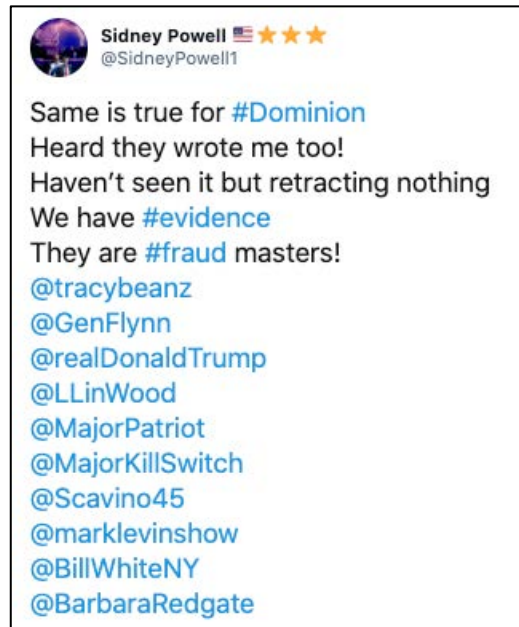 Sidney Powell 🇺🇸⭐⭐⭐
@SidneyPowell1
Same is true for #Dominion
Heard they wrote me too!
Haven’t seen it but retracting nothing
We have #evidence
They are #fraud masters!
@tracybeanz
@GenFlynn
@realDonaldTrump
@LLinWood
@MajorPatriot
@MajorKillSwitch
@Scavino45
@marklevinshow
@BillWhiteNY
@BarbaraRedgate